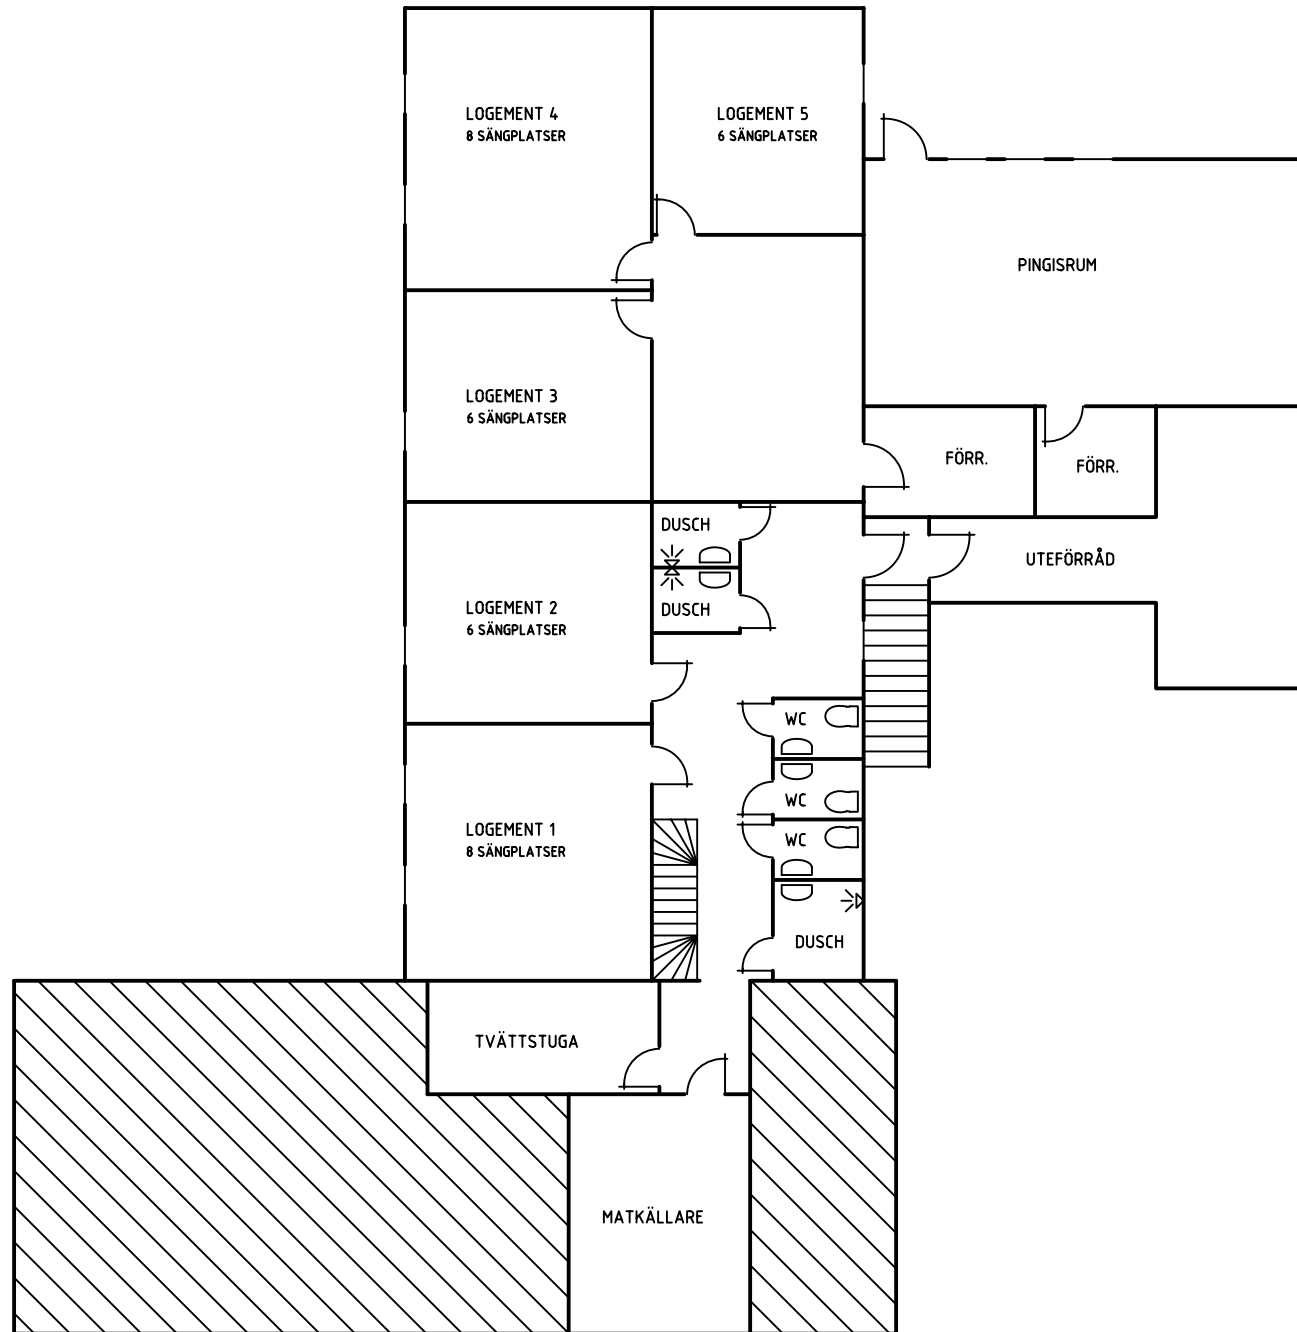 LOGEMENT 4
8 SÄNGPLATSER
LOGEMENT 5
6 SÄNGPLATSER
PINGISRUM
LOGEMENT 3
6 SÄNGPLATSER
FÖRR.
FÖRR.
DUSCH
UTEFÖRRÅD
DUSCH
LOGEMENT 2
6 SÄNGPLATSER
WC
WC
LOGEMENT 1
8 SÄNGPLATSER
WC
DUSCH
TVÄTTSTUGA
MATKÄLLARE